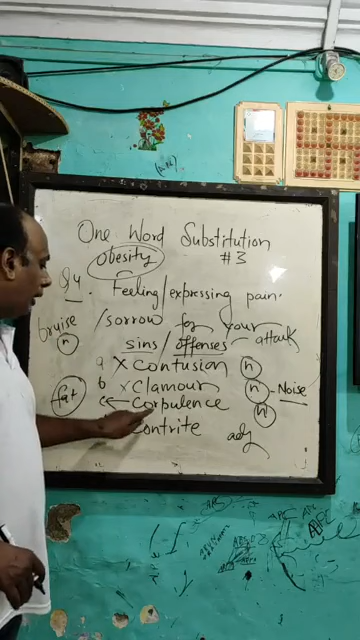 One Word Substitution
#3
obesity
Q4. Feeling/expressing pain.
/sorrow for your
sins/offenses
attack
bruise
n
a X Contusion n
b X Clamour n - Noise
c ← Corpulence n
fat
Contrite adj